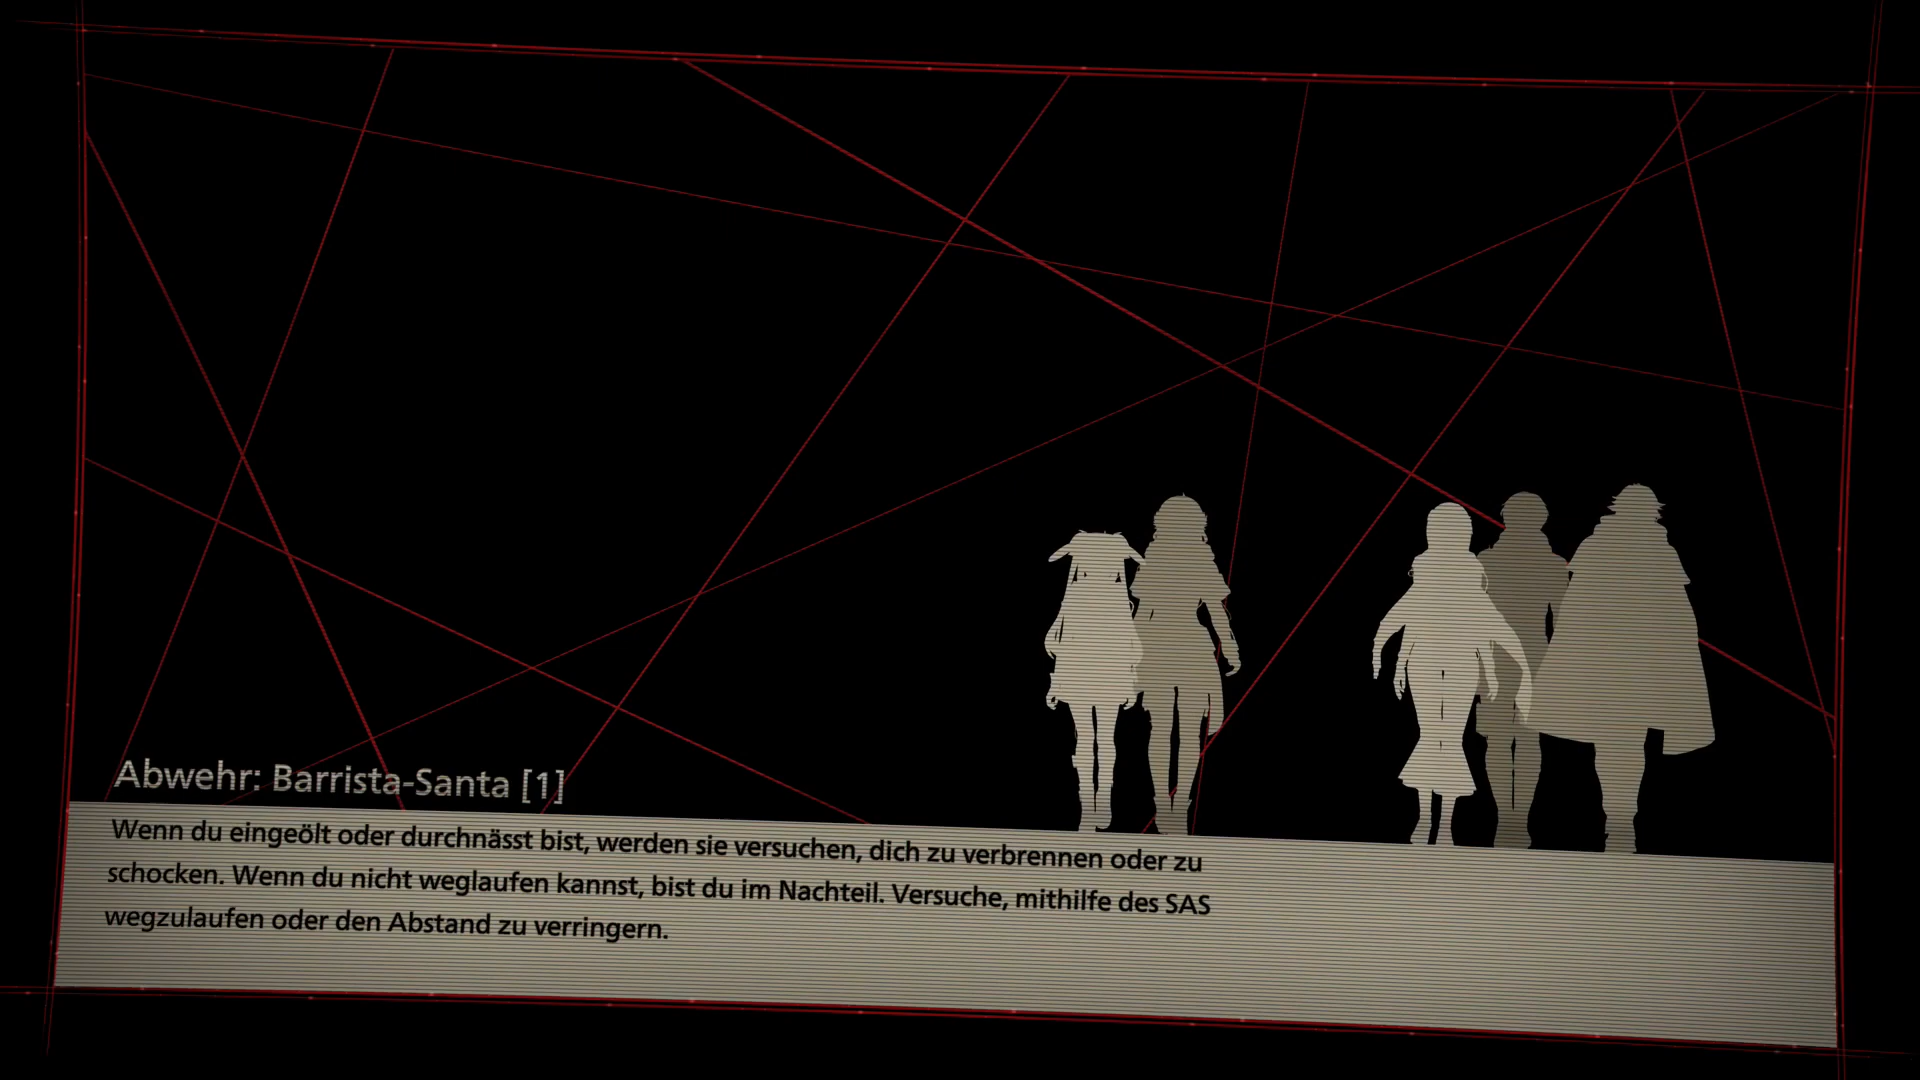 Abwehr: Barrista-Santa [1]
Wenn du eingeölt oder durchnässt bist, werden sie versuchen, dich zu verbrennen oder zu
schocken. Wenn du nicht weglaufen kannst, bist du im Nachteil. Versuche, mithilfe des SAS
wegzulaufen oder den Abstand zu verringern.